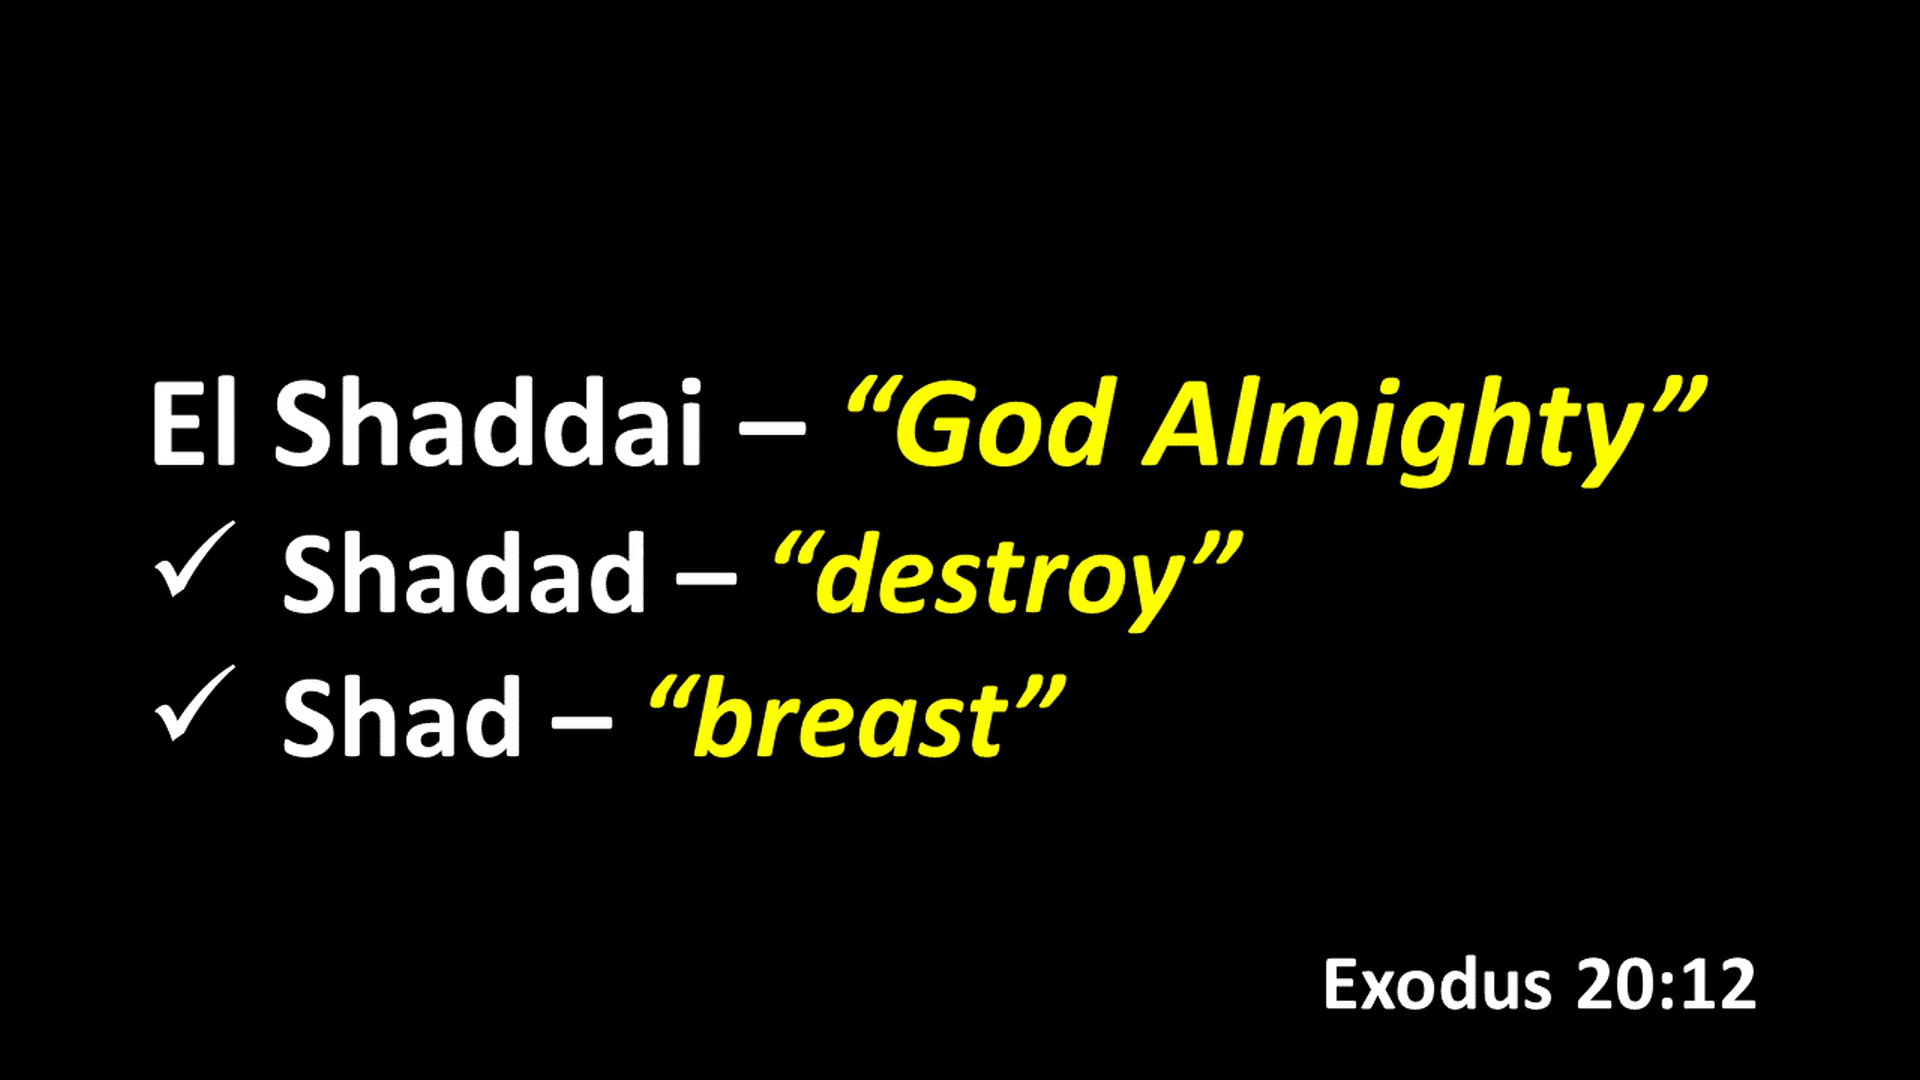 El Shaddai – “God Almighty”
✓ Shadad – “destroy”
✓ Shad – “breast”
Exodus 20:12